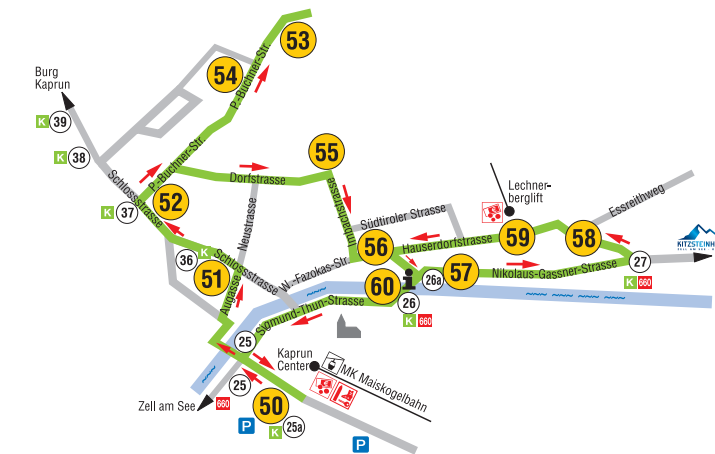 53
54
P.-Buchner-Str.
Burg
Kaprun
K 39
K 38
P.-Buchner-Str.
55
Dorfstrasse
Schlossstrasse
K 37
52
Neustrasse
Imbachstrasse
Südtiroler Strasse
Lechner-
berglift
Essreithweg
56
Hauserdorfstrasse
59
58
KITZSTEINH
36 K
51
Schlossstrasse
W.-Fazokas-Str.
57
Nikolaus-Gassner-Strasse
27
K 660
Augasse
60
i
26a
26
K 660
Sigmund-Thun-Strasse
25
Kaprun
Center
MK Maiskogelbahn
25
660
Zell am See
50
P
K 25a
P